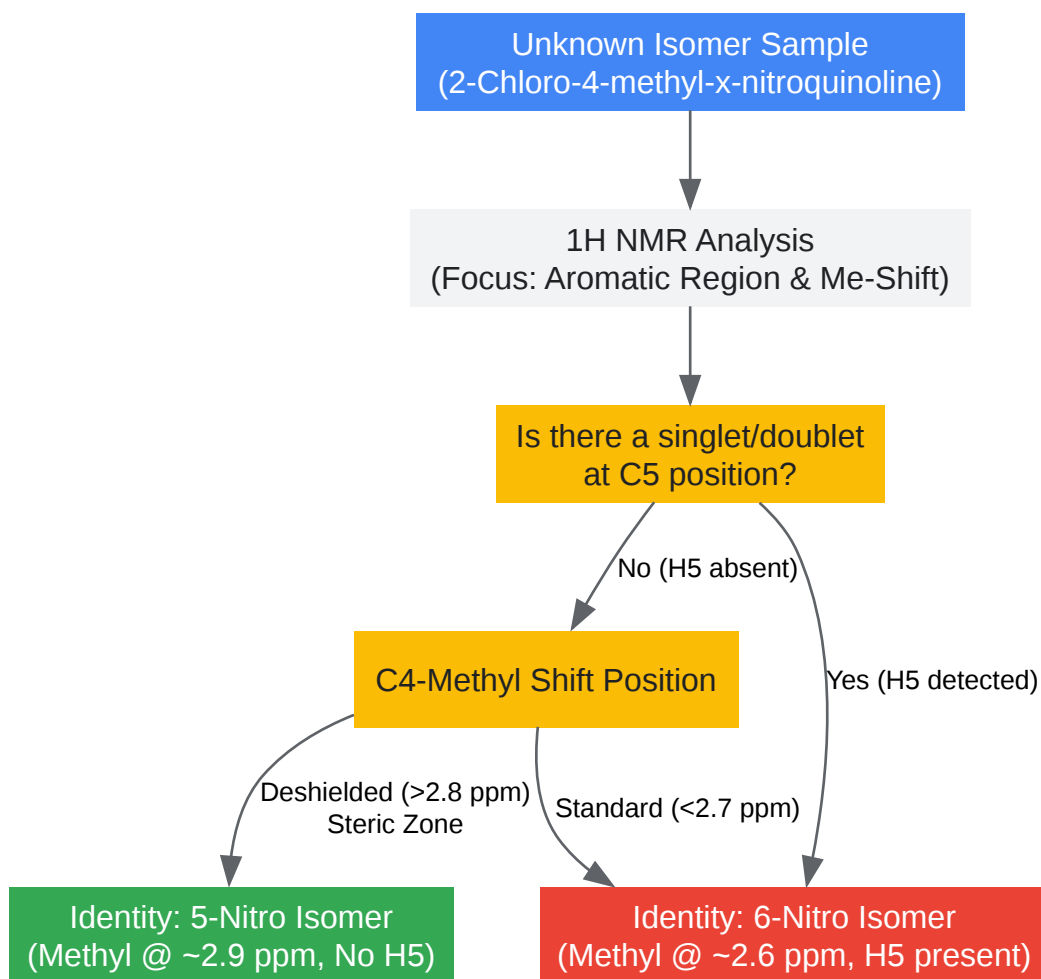 Unknown Isomer Sample
(2-Chloro-4-methyl-x-nitroquinoline)
1H NMR Analysis
(Focus: Aromatic Region & Me-Shift)
Is there a singlet/doublet
at C5 position?
No (H5 absent)
C4-Methyl Shift Position
Yes (H5 detected)
Deshielded (>2.8 ppm)
Steric Zone
Standard (<2.7 ppm)
Identity: 5-Nitro Isomer
(Methyl @ ~2.9 ppm, No H5)
Identity: 6-Nitro Isomer
(Methyl @ ~2.6 ppm, H5 present)